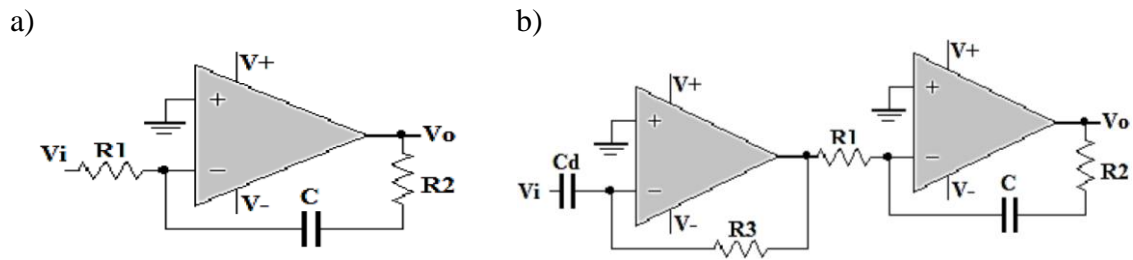 a)
V+
+
Vi
R1
−
Vo
V-
C
R2
b)
V+
+
Cd
Vi
−
V-
R3
R1
V+
+
−
Vo
V-
C
R2